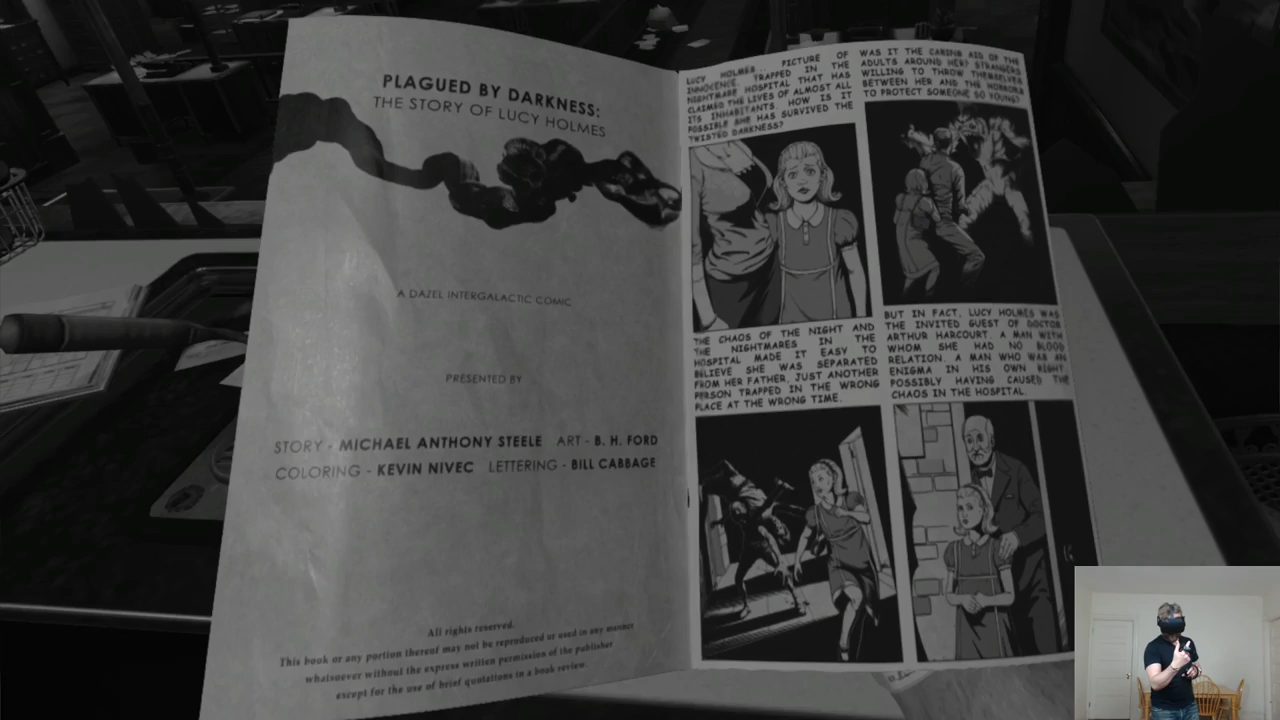 PLAGUED BY DARKNESS:
THE STORY OF LUCY HOLMES
A DAZEL INTERGALACTIC COMIC
PRESENTED BY
STORY - MICHAEL ANTHONY STEELE ART - B. H. FORD
COLORING - KEVIN NIVEC LETTERING - BILL CABBAGE
All rights reserved.
This book or any portion thereof may not be reproduced or used in any manner
whatsoever without the express written permission of the publisher
except for the use of brief quotations in a book review.
LUCY HOLMES... PICTURE OF
INNOCENCE. TRAPPED IN THE
NIGHTMARE HOSPITAL THAT HAS
CLAIMED THE LIVES OF ALMOST ALL
ITS INHABITANTS. HOW IS IT
POSSIBLE SHE HAS SURVIVED THE
TWISTED DARKNESS?
WAS IT THE CARING AID OF THE
ADULTS AROUND HER? STRANGERS
WILLING TO THROW THEMSELVES
BETWEEN HER AND THE HORRORS
TO PROTECT SOMEONE SO YOUNG?
THE CHAOS OF THE NIGHT AND
THE NIGHTMARES IN THE
HOSPITAL MADE IT EASY TO
BELIEVE SHE WAS SEPARATED
FROM HER FATHER. JUST ANOTHER
PERSON TRAPPED IN THE WRONG
PLACE AT THE WRONG TIME.
BUT IN FACT, LUCY HOLMES WAS
THE INVITED GUEST OF DOCTOR
ARTHUR HARCOURT. A MAN WITH
WHOM SHE HAD NO BLOOD
RELATION. A MAN WHO WAS AN
ENIGMA IN HIS OWN RIGHT
POSSIBLY HAVING CAUSED THE
CHAOS IN THE HOSPITAL.